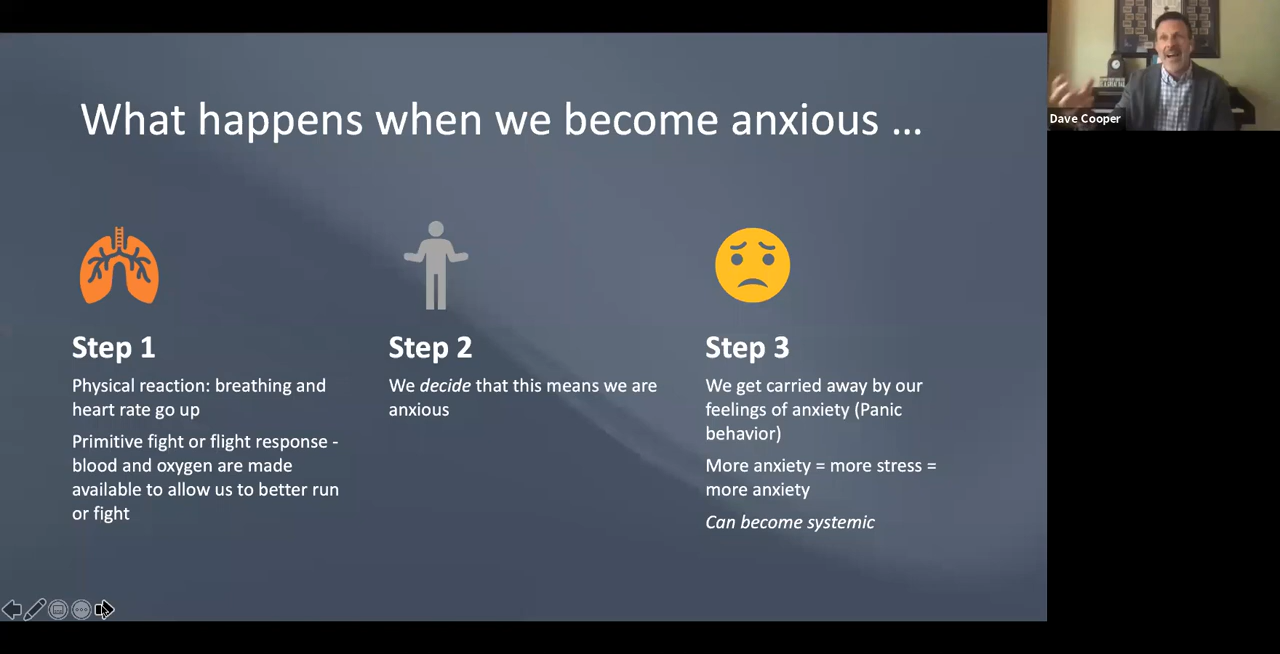 What happens when we become anxious ...
Step 1
Physical reaction: breathing and
heart rate go up
Primitive fight or flight response -
blood and oxygen are made
available to allow us to better run
or fight
Step 2
We decide that this means we are
anxious
Step 3
We get carried away by our
feelings of anxiety (Panic
behavior)
More anxiety = more stress =
more anxiety
Can become systemic
Dave Cooper